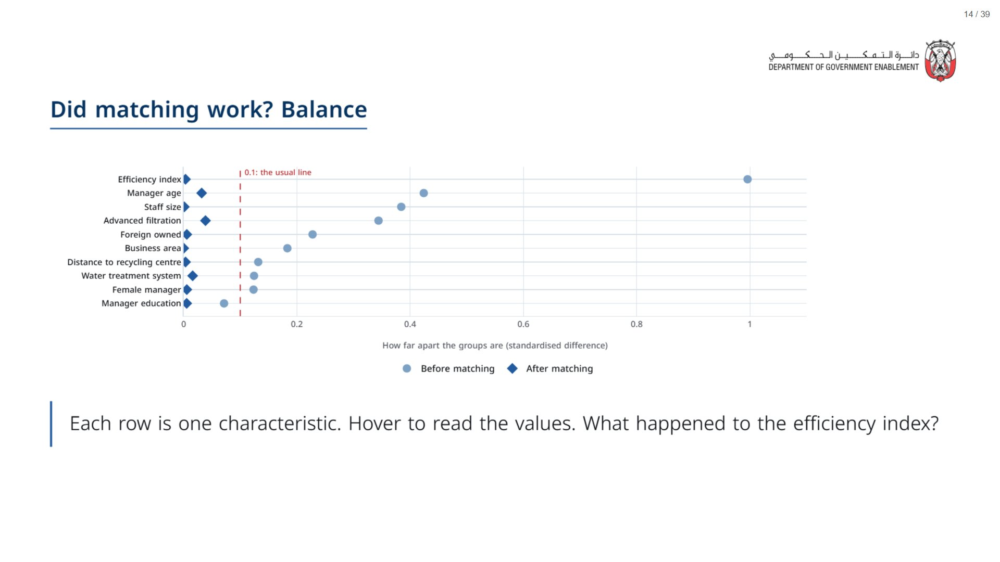 14 / 39
دائرة التمكين الحكومي
DEPARTMENT OF GOVERNMENT ENABLEMENT
Did matching work? Balance
0.1: the usual line
Efficiency index
Manager age
Staff size
Advanced filtration
Foreign owned
Business area
Distance to recycling centre
Water treatment system
Female manager
Manager education
0 0.2 0.4 0.6 0.8 1
How far apart the groups are (standardised difference)
Before matching After matching
Each row is one characteristic. Hover to read the values. What happened to the efficiency index?